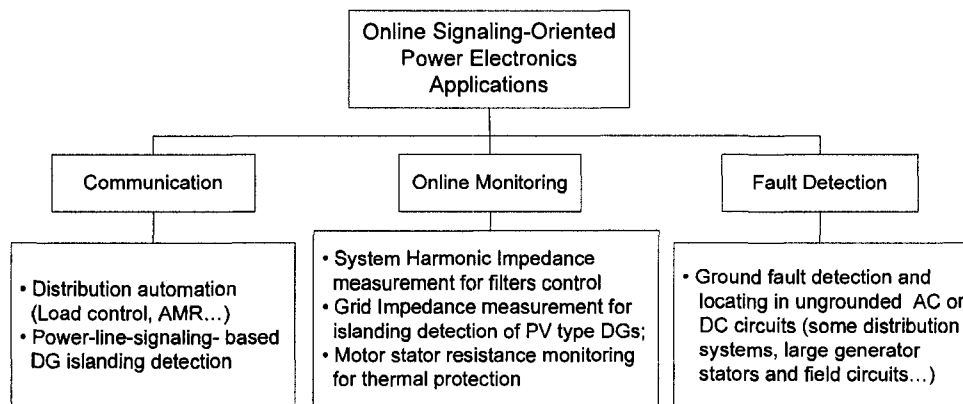 Online Signaling-Oriented
Power Electronics
Applications
Communication
Online Monitoring
Fault Detection
• Distribution automation
(Load control, AMR...)
• Power-line-signaling- based
DG islanding detection
• System Harmonic Impedance
measurement for filters control
• Grid Impedance measurement for
islanding detection of PV type DGs;
• Motor stator resistance monitoring
for thermal protection
• Ground fault detection and
locating in ungrounded AC or
DC circuits (some distribution
systems, large generator
stators and field circuits...)